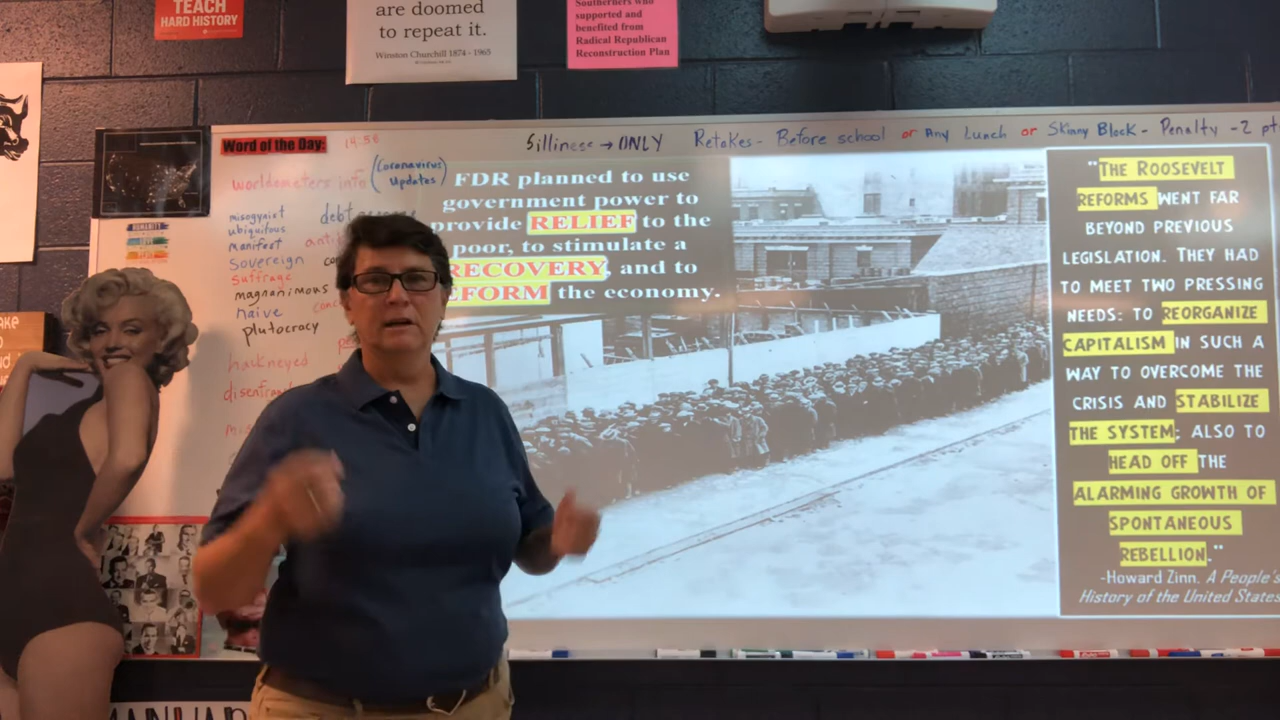 TEACH
HARD HISTORY
are doomed
to repeat it.
Winston Churchill 1874 - 1965
Southerners who
supported and
benefited from
Radical Republican
Reconstruction Plan
Silliness → ONLY
Retakes - Before school or Any Lunch or Skinny Block - Penalty -2 pt
Word of the Day:
worldometers.info (Coronavirus Updates)
misogynist
ubiquitous
manifest
sovereign
suffrage
magnanimous
naive
plutocracy
hackneyed
FDR planned to use
government power to
provide RELIEF to the
poor, to stimulate a
RECOVERY, and to
EFORM the economy.
"THE ROOSEVELT
REFORMS WENT FAR
BEYOND PREVIOUS
LEGISLATION. THEY HAD
TO MEET TWO PRESSING
NEEDS: TO REORGANIZE
CAPITALISM IN SUCH A
WAY TO OVERCOME THE
CRISIS AND STABILIZE
THE SYSTEM; ALSO TO
HEAD OFF THE
ALARMING GROWTH OF
SPONTANEOUS
REBELLION."
-Howard Zinn. A People's
History of the United States